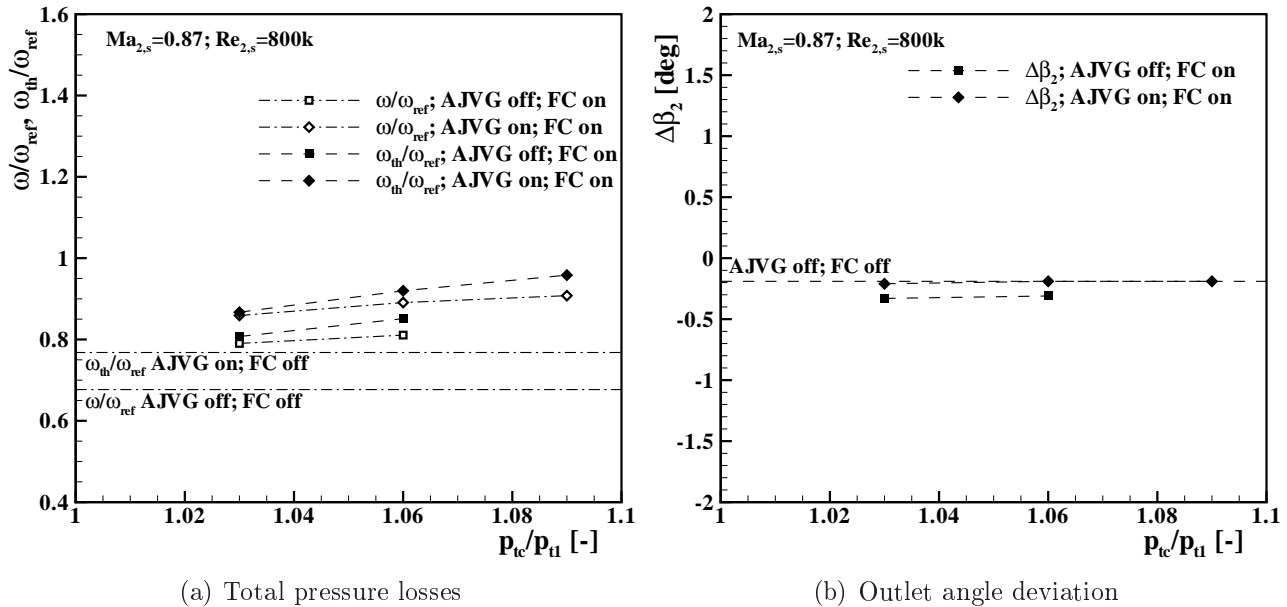 Ma2,s=0.87; Re2,s=800k
ω/ωref; AJVG off; FC on
ω/ωref; AJVG on; FC on
ωth/ωref; AJVG off; FC on
ωth/ωref; AJVG on; FC on
ωth/ωref AJVG on; FC off
ω/ωref AJVG off; FC off
ω/ωref, ωth/ωref
1.6
1.4
1.2
1
0.8
0.6
0.4
1 1.02 1.04 1.06 1.08 1.1
ptc/pt1 [-]
(a) Total pressure losses
Ma2,s=0.87; Re2,s=800k
Δβ2; AJVG off; FC on
Δβ2; AJVG on; FC on
AJVG off; FC off
Δβ2 [deg]
2
1.5
1
0.5
0
-0.5
-1
-1.5
-2
1 1.02 1.04 1.06 1.08 1.1
ptc/pt1 [-]
(b) Outlet angle deviation